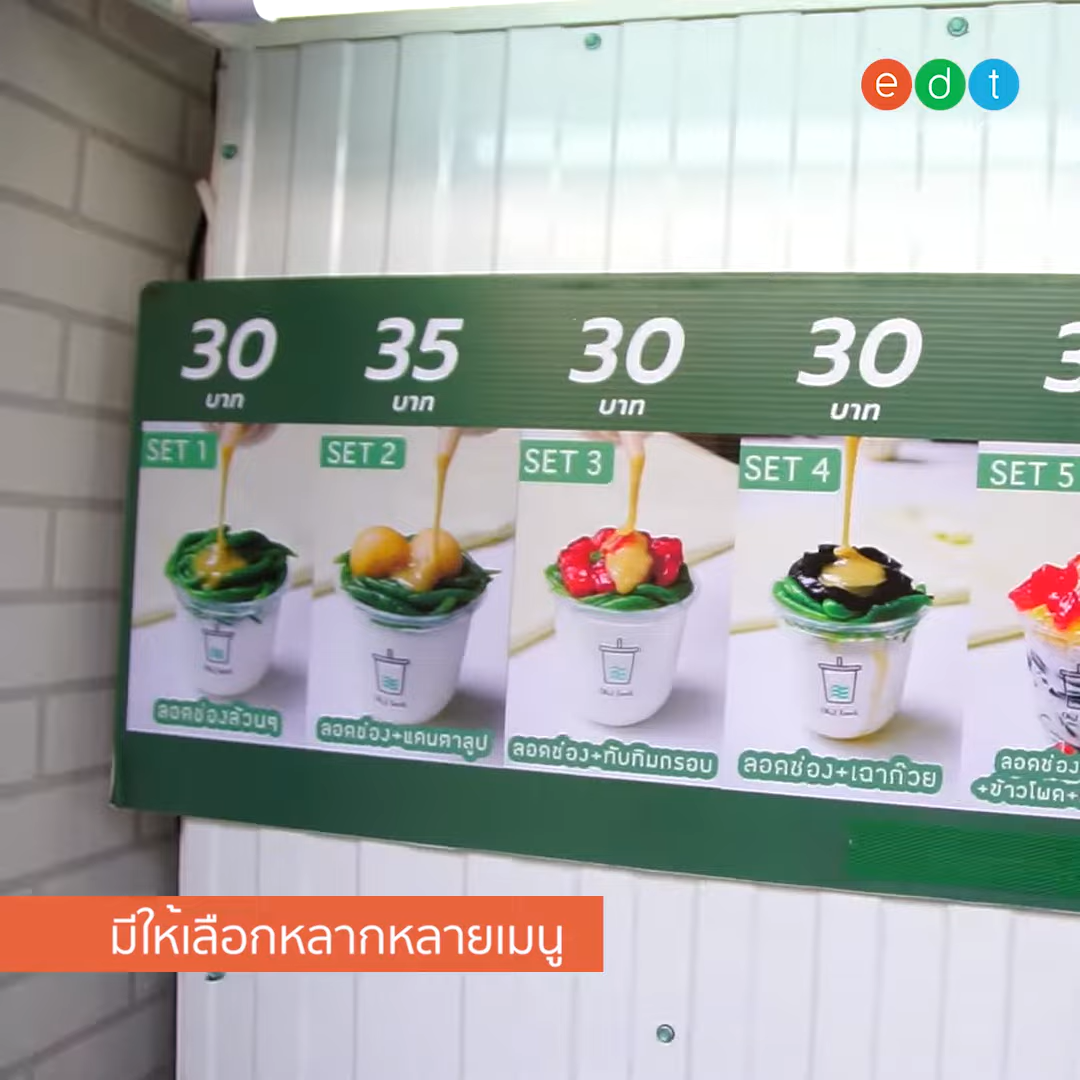 edt
30
บาท
35
บาท
30
บาท
30
บาท
SET 1
SET 2
SET 3
SET 4
SET 5
ลอดช่องล้วนๆ
ลอดช่อง+แคนตาลูป
ลอดช่อง+ทับทิมกรอบ
ลอดช่อง+เฉาก๊วย
ลอดช่อง
+ข้าวโพด+
มีให้เลือกหลากหลายเมนู